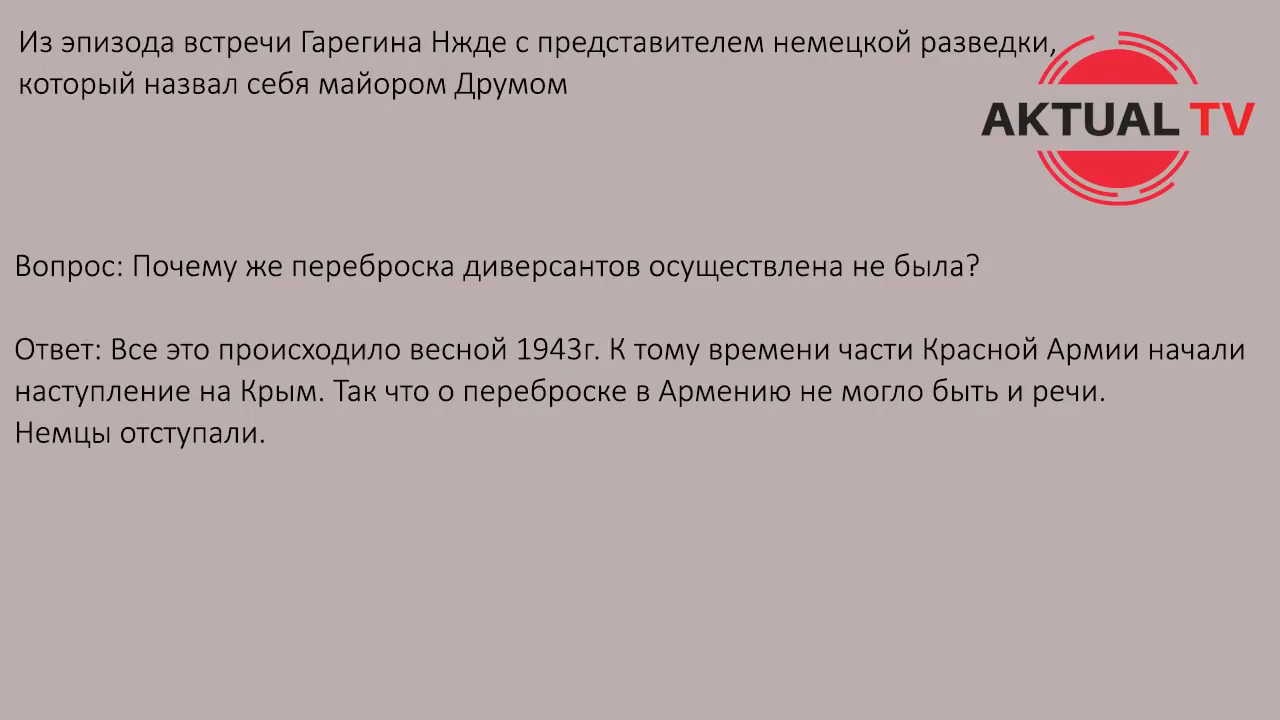 Из эпизода встречи Гарегина Нжде с представителем немецкой разведки,
который назвал себя майором Друмом
AKTUAL TV
Вопрос: Почему же переброска диверсантов осуществлена не была?
Ответ: Все это происходило весной 1943г. К тому времени части Красной Армии начали
наступление на Крым. Так что о переброске в Армению не могло быть и речи.
Немцы отступали.